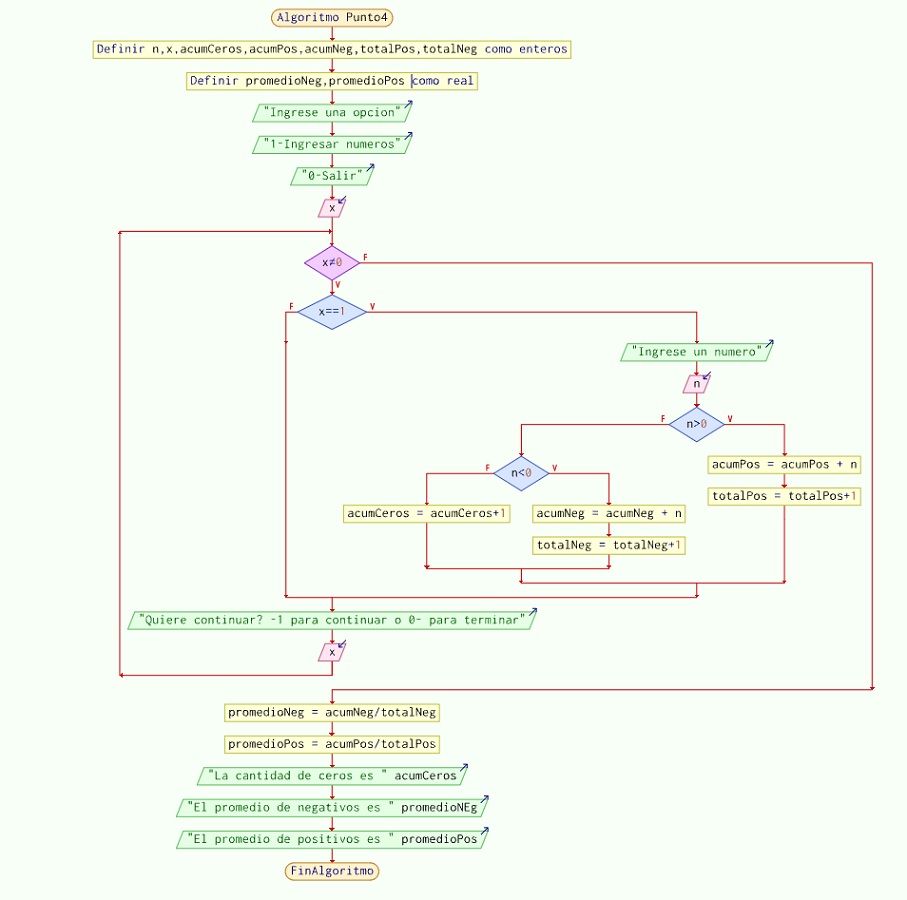 Algoritmo Punto4
Definir n,x,acumCeros,acumPos,acumNeg,totalPos,totalNeg como enteros
Definir promedioNeg,promedioPos como real
"Ingrese una opcion"
"1-Ingresar numeros"
"0-Salir"
x
x≠0
F
V
x==1
F
V
"Ingrese un numero"
n
n>0
F
V
acumPos = acumPos + n
totalPos = totalPos+1
n<0
F
V
acumCeros = acumCeros+1
acumNeg = acumNeg + n
totalNeg = totalNeg+1
"Quiere continuar? -1 para continuar o 0- para terminar"
x
promedioNeg = acumNeg/totalNeg
promedioPos = acumPos/totalPos
"La cantidad de ceros es " acumCeros
"El promedio de negativos es " promedioNEg
"El promedio de positivos es " promedioPos
FinAlgoritmo